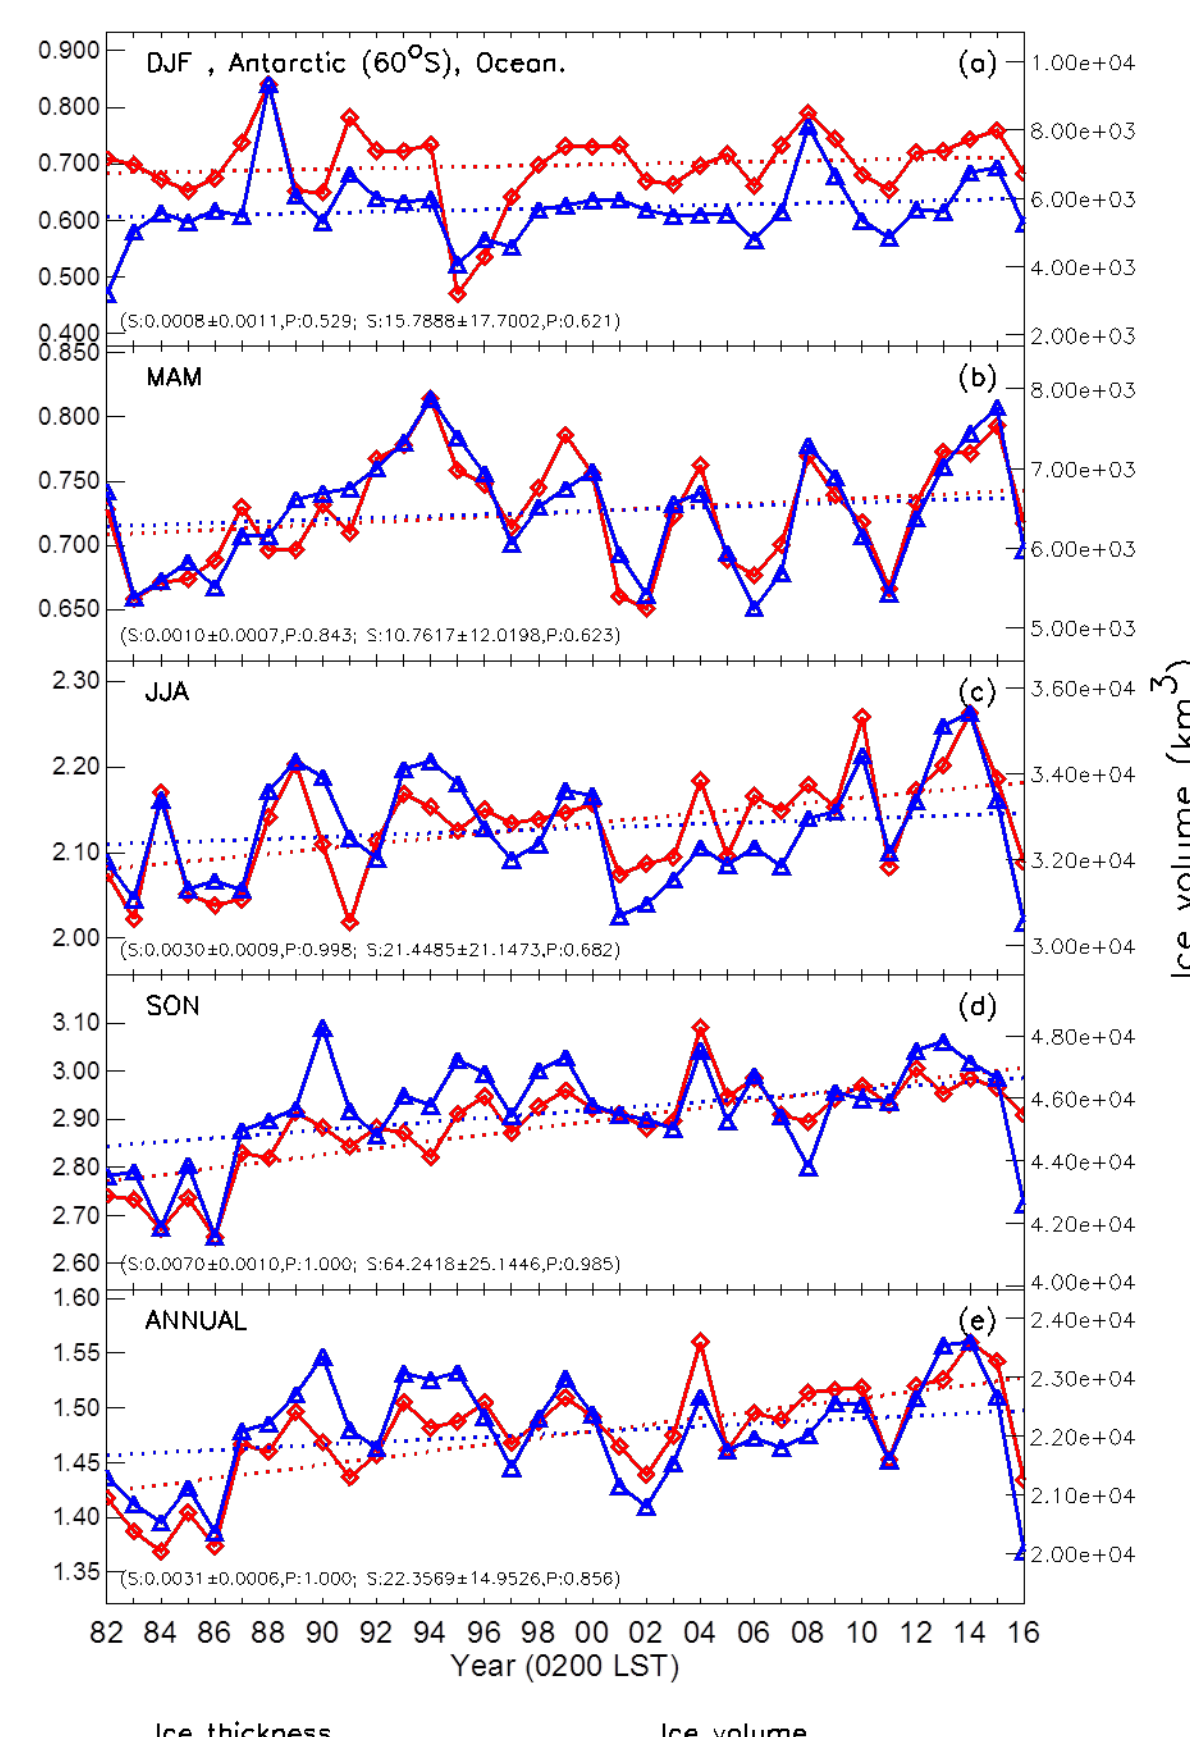 DJF , Antarctic (60°S), Ocean. (a)
0.900
0.800
0.700
0.600
0.500
0.400
1.00e+04
8.00e+03
6.00e+03
4.00e+03
2.00e+03
(S:0.0008±0.0011,P:0.529; S:15.7888±17.7002,P:0.621)
MAM (b)
0.850
0.800
0.750
0.700
0.650
8.00e+03
7.00e+03
6.00e+03
5.00e+03
(S:0.0010±0.0007,P:0.843; S:10.7617±12.0198,P:0.623)
JJA (c)
2.30
2.20
2.10
2.00
3.60e+04
3.40e+04
3.20e+04
3.00e+04
(S:0.0030±0.0009,P:0.998; S:21.4485±21.1473,P:0.682)
Ice volume (km³)
SON (d)
3.10
3.00
2.90
2.80
2.70
2.60
4.80e+04
4.60e+04
4.40e+04
4.20e+04
4.00e+04
(S:0.0070±0.0010,P:1.000; S:64.2418±25.1446,P:0.985)
ANNUAL (e)
1.60
1.55
1.50
1.45
1.40
1.35
2.40e+04
2.30e+04
2.20e+04
2.10e+04
2.00e+04
(S:0.0031±0.0006,P:1.000; S:22.3569±14.9526,P:0.856)
82 84 86 88 90 92 94 96 98 00 02 04 06 08 10 12 14 16
Year (0200 LST)
Ice thickness Ice volume